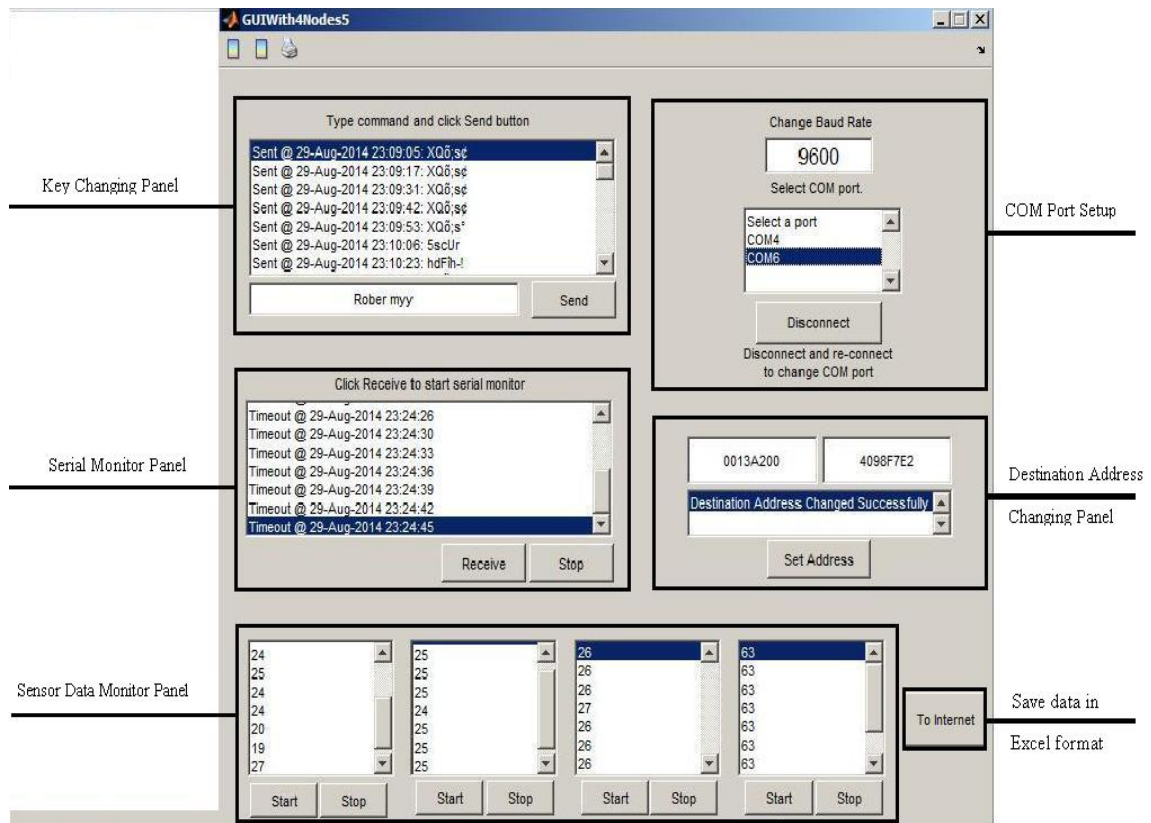 GUIWith4Nodes5
Type command and click Send button
Sent @ 29-Aug-2014 23:09:05: XQõ;s¢
Sent @ 29-Aug-2014 23:09:17: XQõ;s¢
Sent @ 29-Aug-2014 23:09:31: XQõ;s¢
Sent @ 29-Aug-2014 23:09:42: XQõ;s¢
Sent @ 29-Aug-2014 23:09:53: XQõ;s°
Sent @ 29-Aug-2014 23:10:06: 5scUr
Sent @ 29-Aug-2014 23:10:23: hdFîh-!
Rober myy
Send
Key Changing Panel
Change Baud Rate
9600
Select COM port.
Select a port
COM4
COM6
Disconnect
Disconnect and re-connect
to change COM port
COM Port Setup
Click Receive to start serial monitor
Timeout @ 29-Aug-2014 23:24:26
Timeout @ 29-Aug-2014 23:24:30
Timeout @ 29-Aug-2014 23:24:33
Timeout @ 29-Aug-2014 23:24:36
Timeout @ 29-Aug-2014 23:24:39
Timeout @ 29-Aug-2014 23:24:42
Timeout @ 29-Aug-2014 23:24:45
Receive
Stop
Serial Monitor Panel
0013A200
4098F7E2
Destination Address Changed Successfully
Set Address
Destination Address
Changing Panel
Sensor Data Monitor Panel
24
25
24
24
20
19
27
Start
Stop
25
25
25
25
25
25
25
Start
Stop
26
26
26
27
26
26
26
Start
Stop
63
63
63
63
63
63
63
Start
Stop
To Internet
Save data in
Excel format